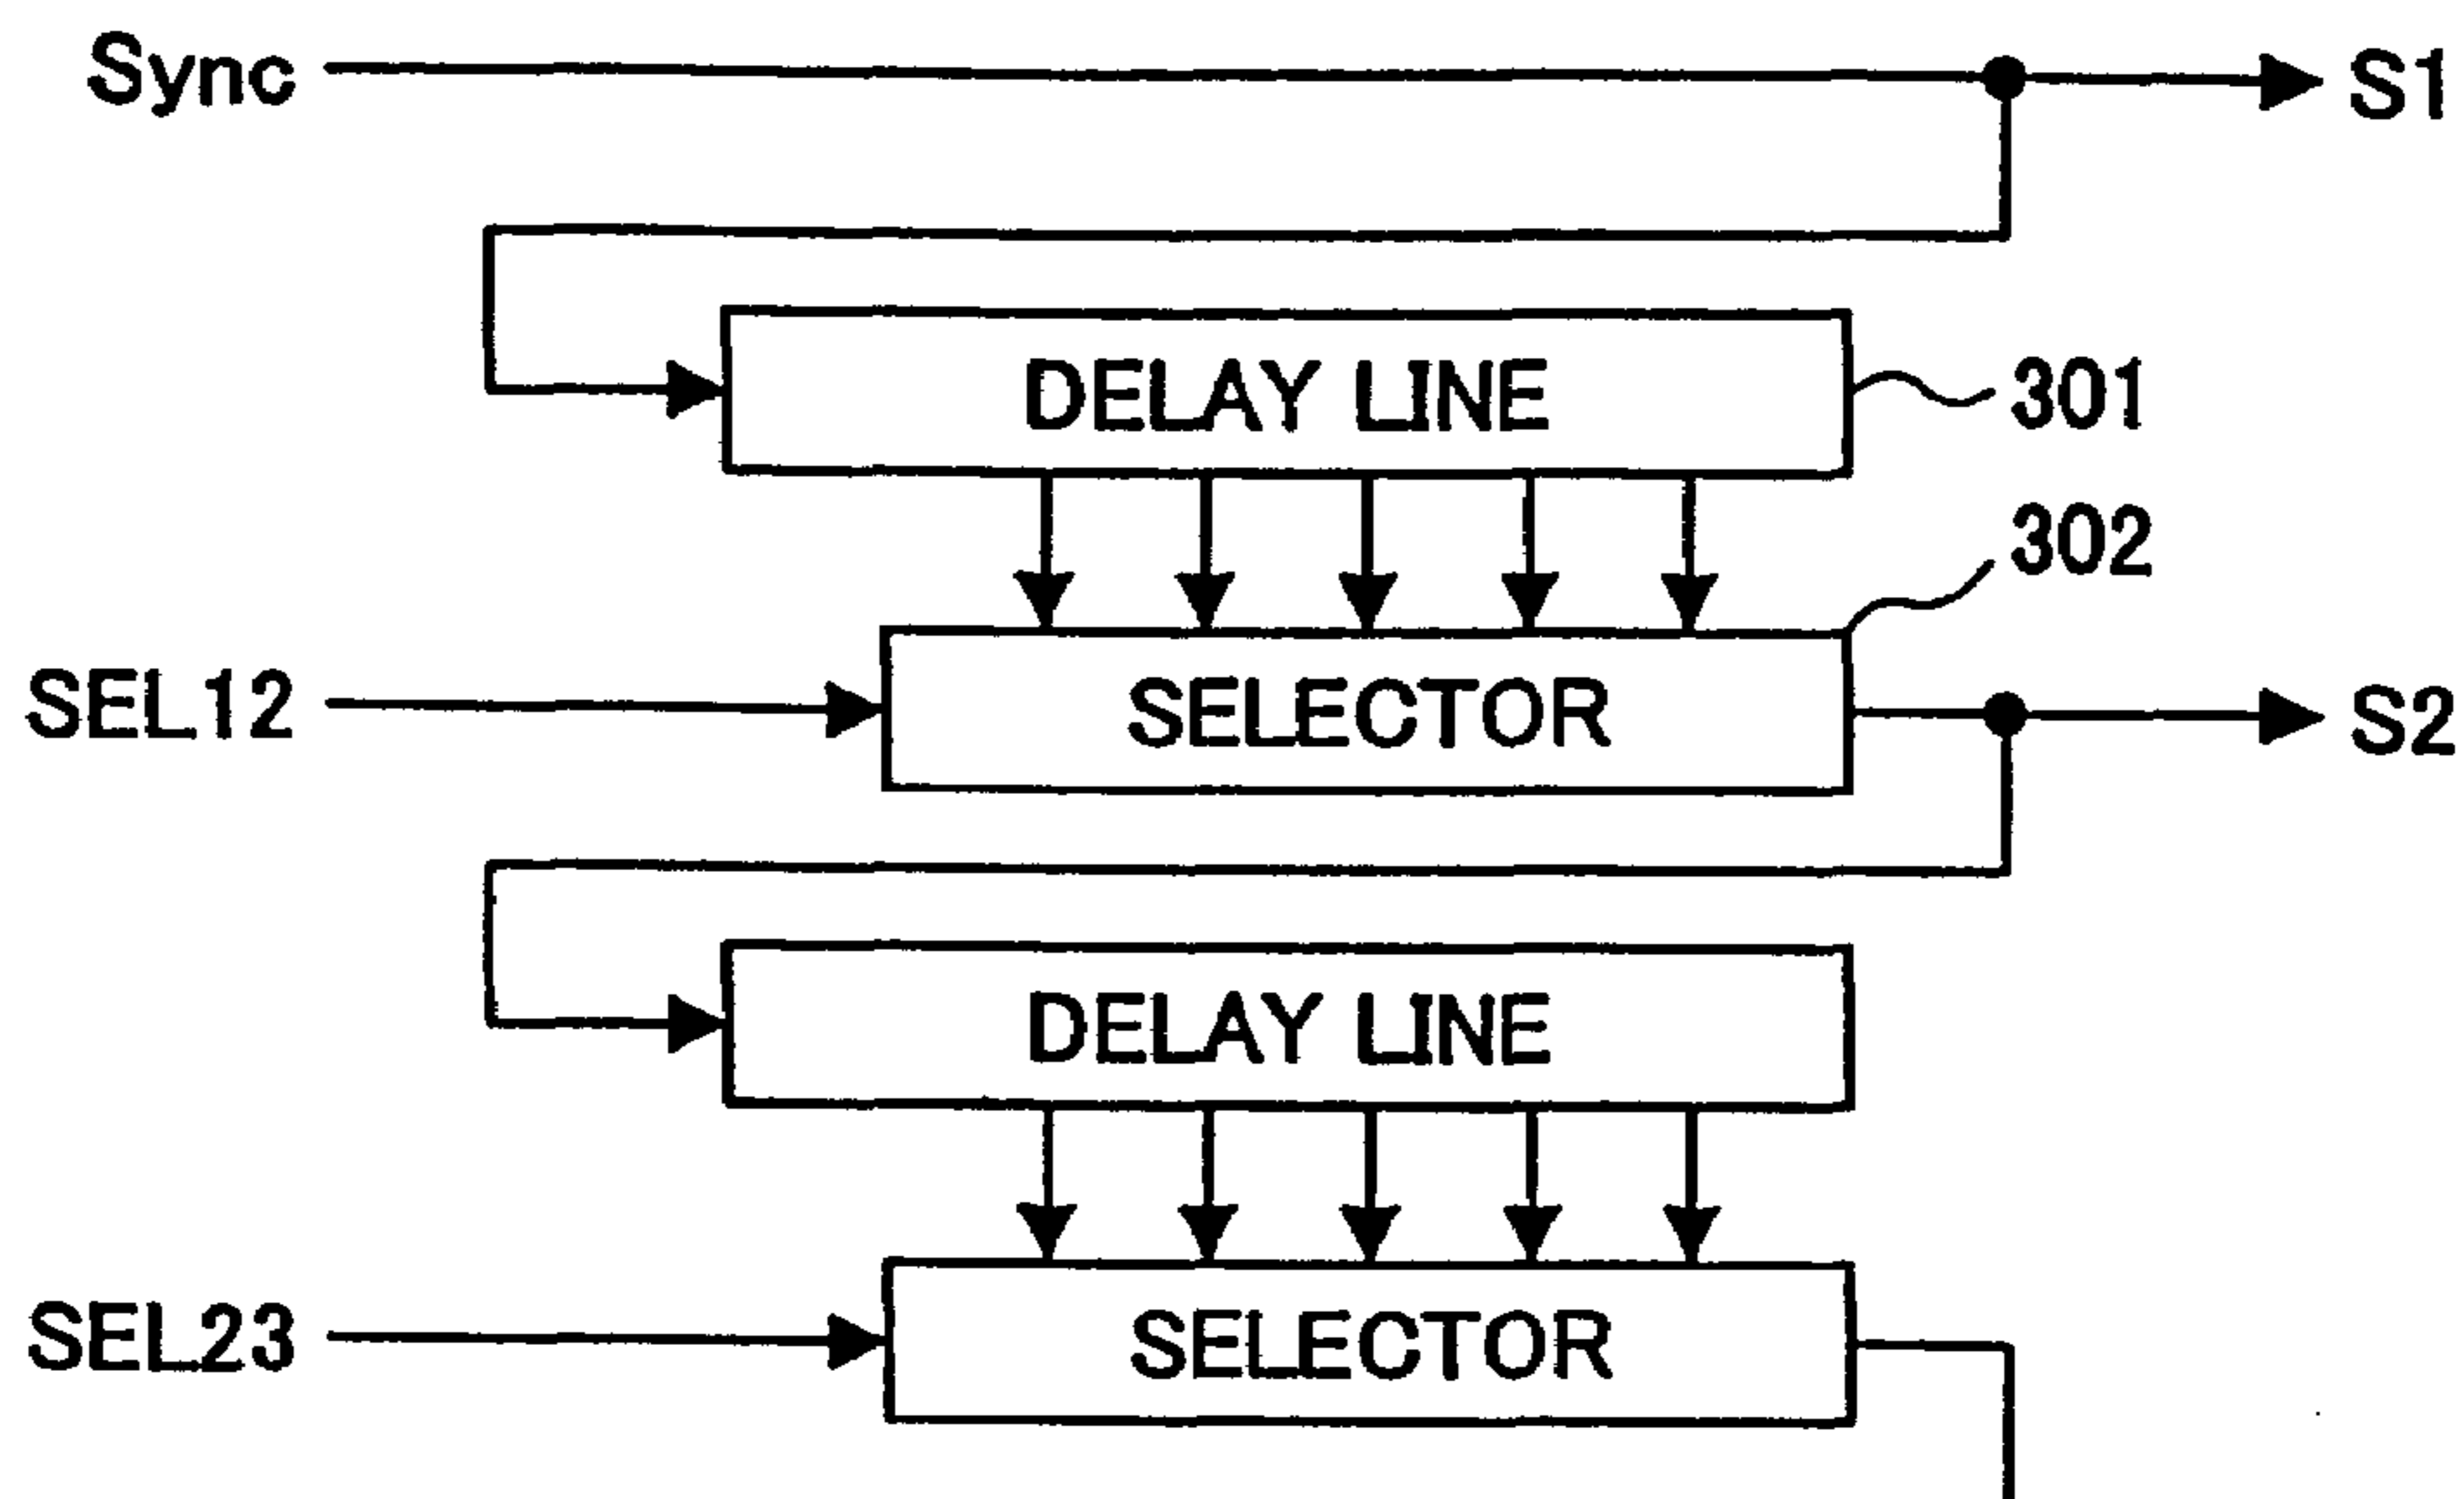 Sync
S1
DELAY LINE
301
302
SEL12
SELECTOR
S2
DELAY LINE
SEL23
SELECTOR